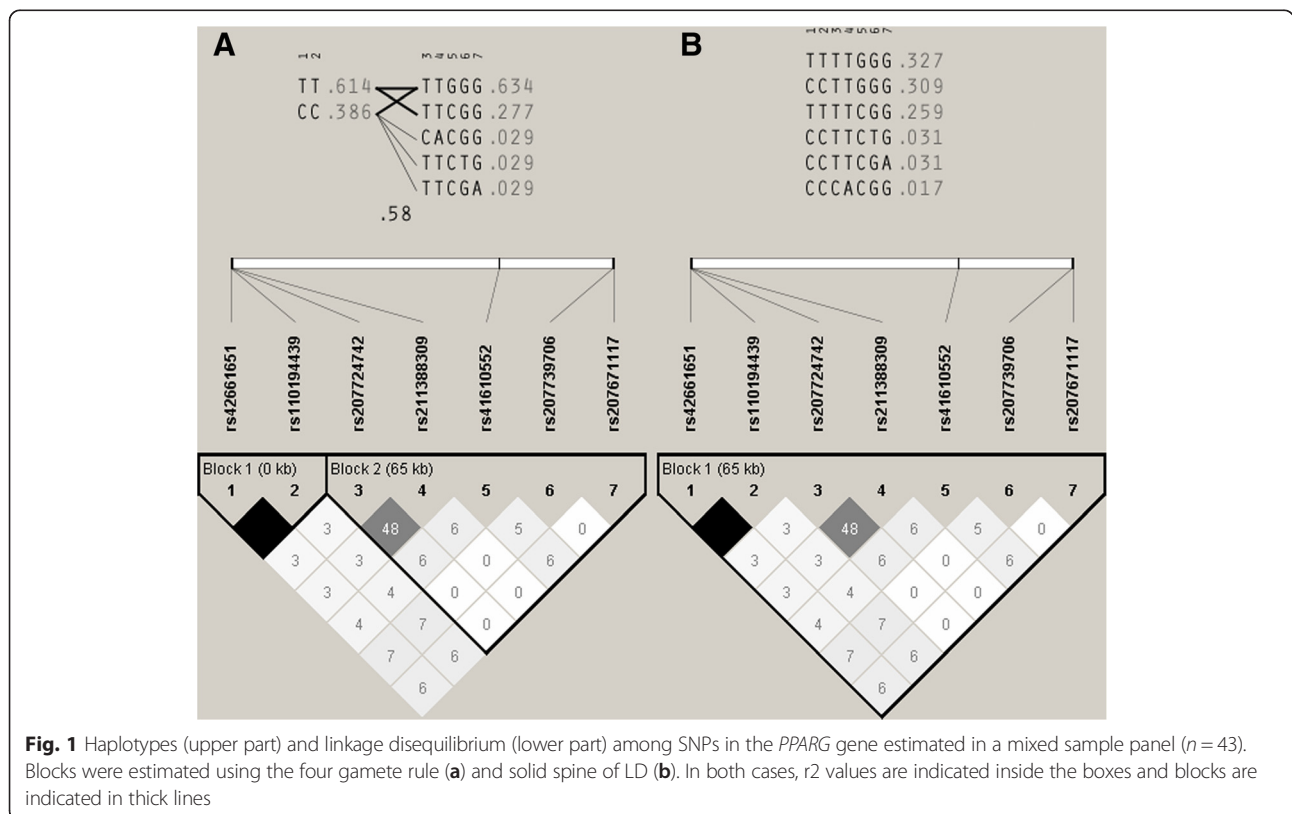 A
B
1 2
3 4 5 6 7
1 2 3 4 5 6 7
TT .614
CC .386
TTGGG .634
TTCGG .277
CACGG .029
TTCTG .029
TTCGA .029
.58
TTTTGGG .327
CCTTGGG .309
TTTTCGG .259
CCTTCTG .031
CCTTCGA .031
CCCACGG .017
rs42661651
rs110194439
rs207724742
rs211388309
rs41610552
rs207739706
rs207671117
rs42661651
rs110194439
rs207724742
rs211388309
rs41610552
rs207739706
rs207671117
Block 1 (0 kb)
Block 2 (65 kb)
1 2 3 4 5 6 7
3 48 6 5 0
3 3 6 0 6
3 4 0 0
4 7 0
7 6
6
Block 1 (65 kb)
1 2 3 4 5 6 7
3 48 6 5 0
3 3 6 0 6
3 4 0 0
4 7 0
7 6
6
Fig. 1 Haplotypes (upper part) and linkage disequilibrium (lower part) among SNPs in the PPARG gene estimated in a mixed sample panel (n = 43).
Blocks were estimated using the four gamete rule (a) and solid spine of LD (b). In both cases, r2 values are indicated inside the boxes and blocks are
indicated in thick lines